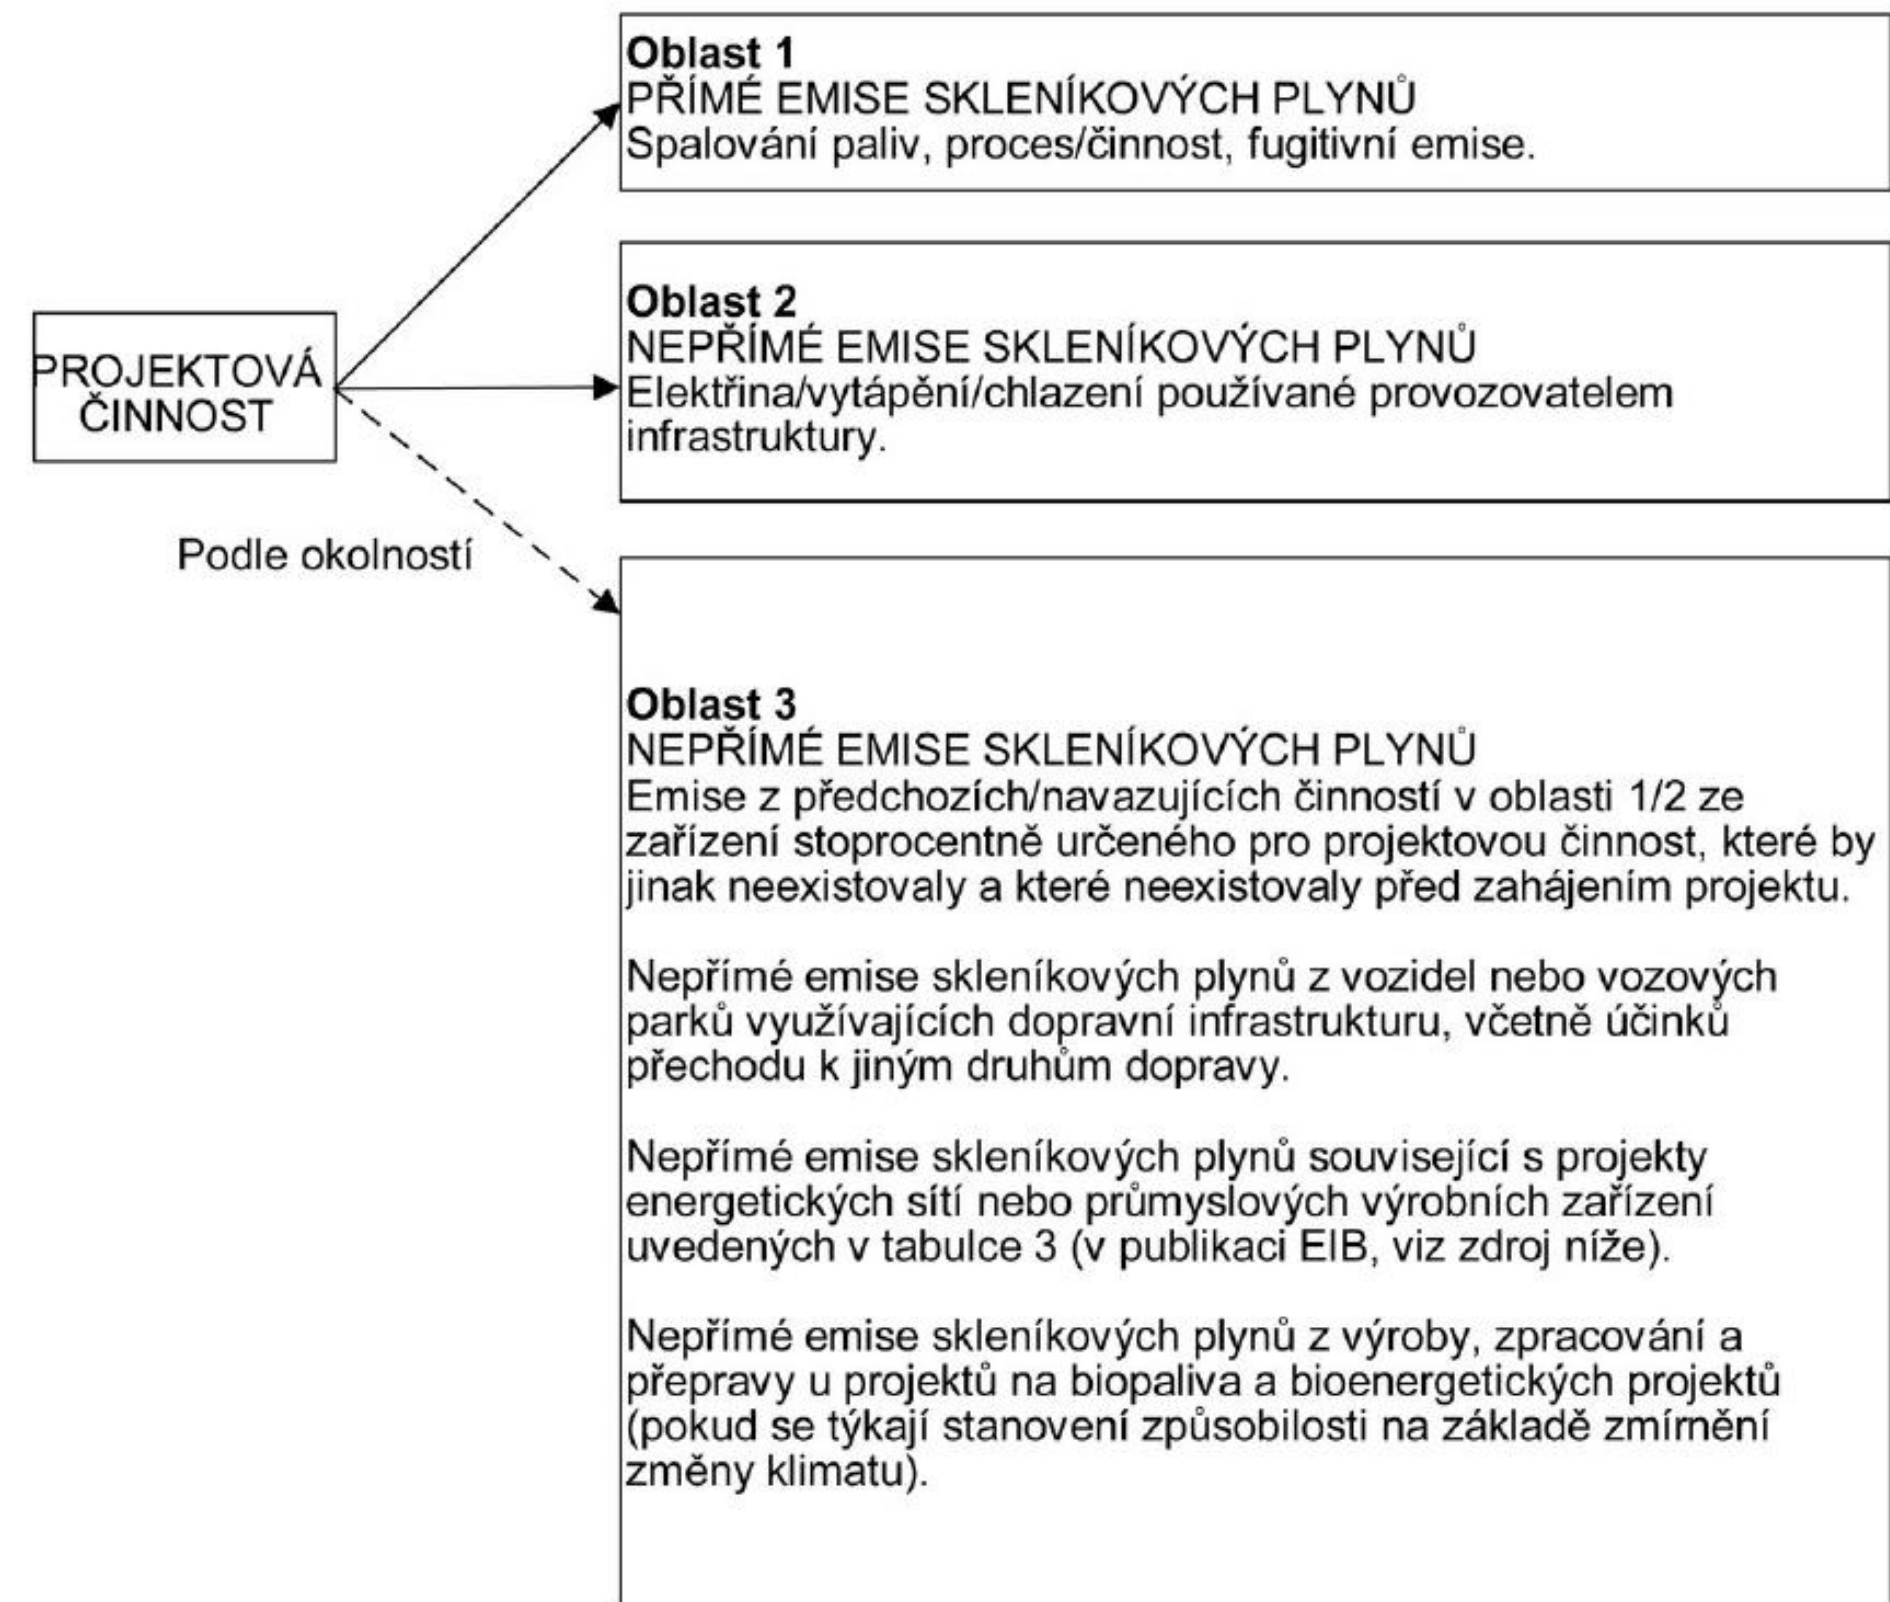 Oblast 1
PŘÍMÉ EMISE SKLENÍKOVÝCH PLYNŮ
Spalování paliv, proces/činnost, fugitivní emise.
Oblast 2
NEPŘÍMÉ EMISE SKLENÍKOVÝCH PLYNŮ
Elektřina/vytápění/chlazení používané provozovatelem
infrastruktury.
PROJEKTOVÁ
ČINNOST
Podle okolností
Oblast 3
NEPŘÍMÉ EMISE SKLENÍKOVÝCH PLYNŮ
Emise z předchozích/navazujících činností v oblasti 1/2 ze
zařízení stoprocentně určeného pro projektovou činnost, které by
jinak neexistovaly a které neexistovaly před zahájením projektu.
Nepřímé emise skleníkových plynů z vozidel nebo vozových
parků využívajících dopravní infrastrukturu, včetně účinků
přechodu k jiným druhům dopravy.
Nepřímé emise skleníkových plynů související s projekty
energetických sítí nebo průmyslových výrobních zařízení
uvedených v tabulce 3 (v publikaci EIB, viz zdroj níže).
Nepřímé emise skleníkových plynů z výroby, zpracování a
přepravy u projektů na biopaliva a bioenergetických projektů
(pokud se týkají stanovení způsobilosti na základě zmírnění
změny klimatu).